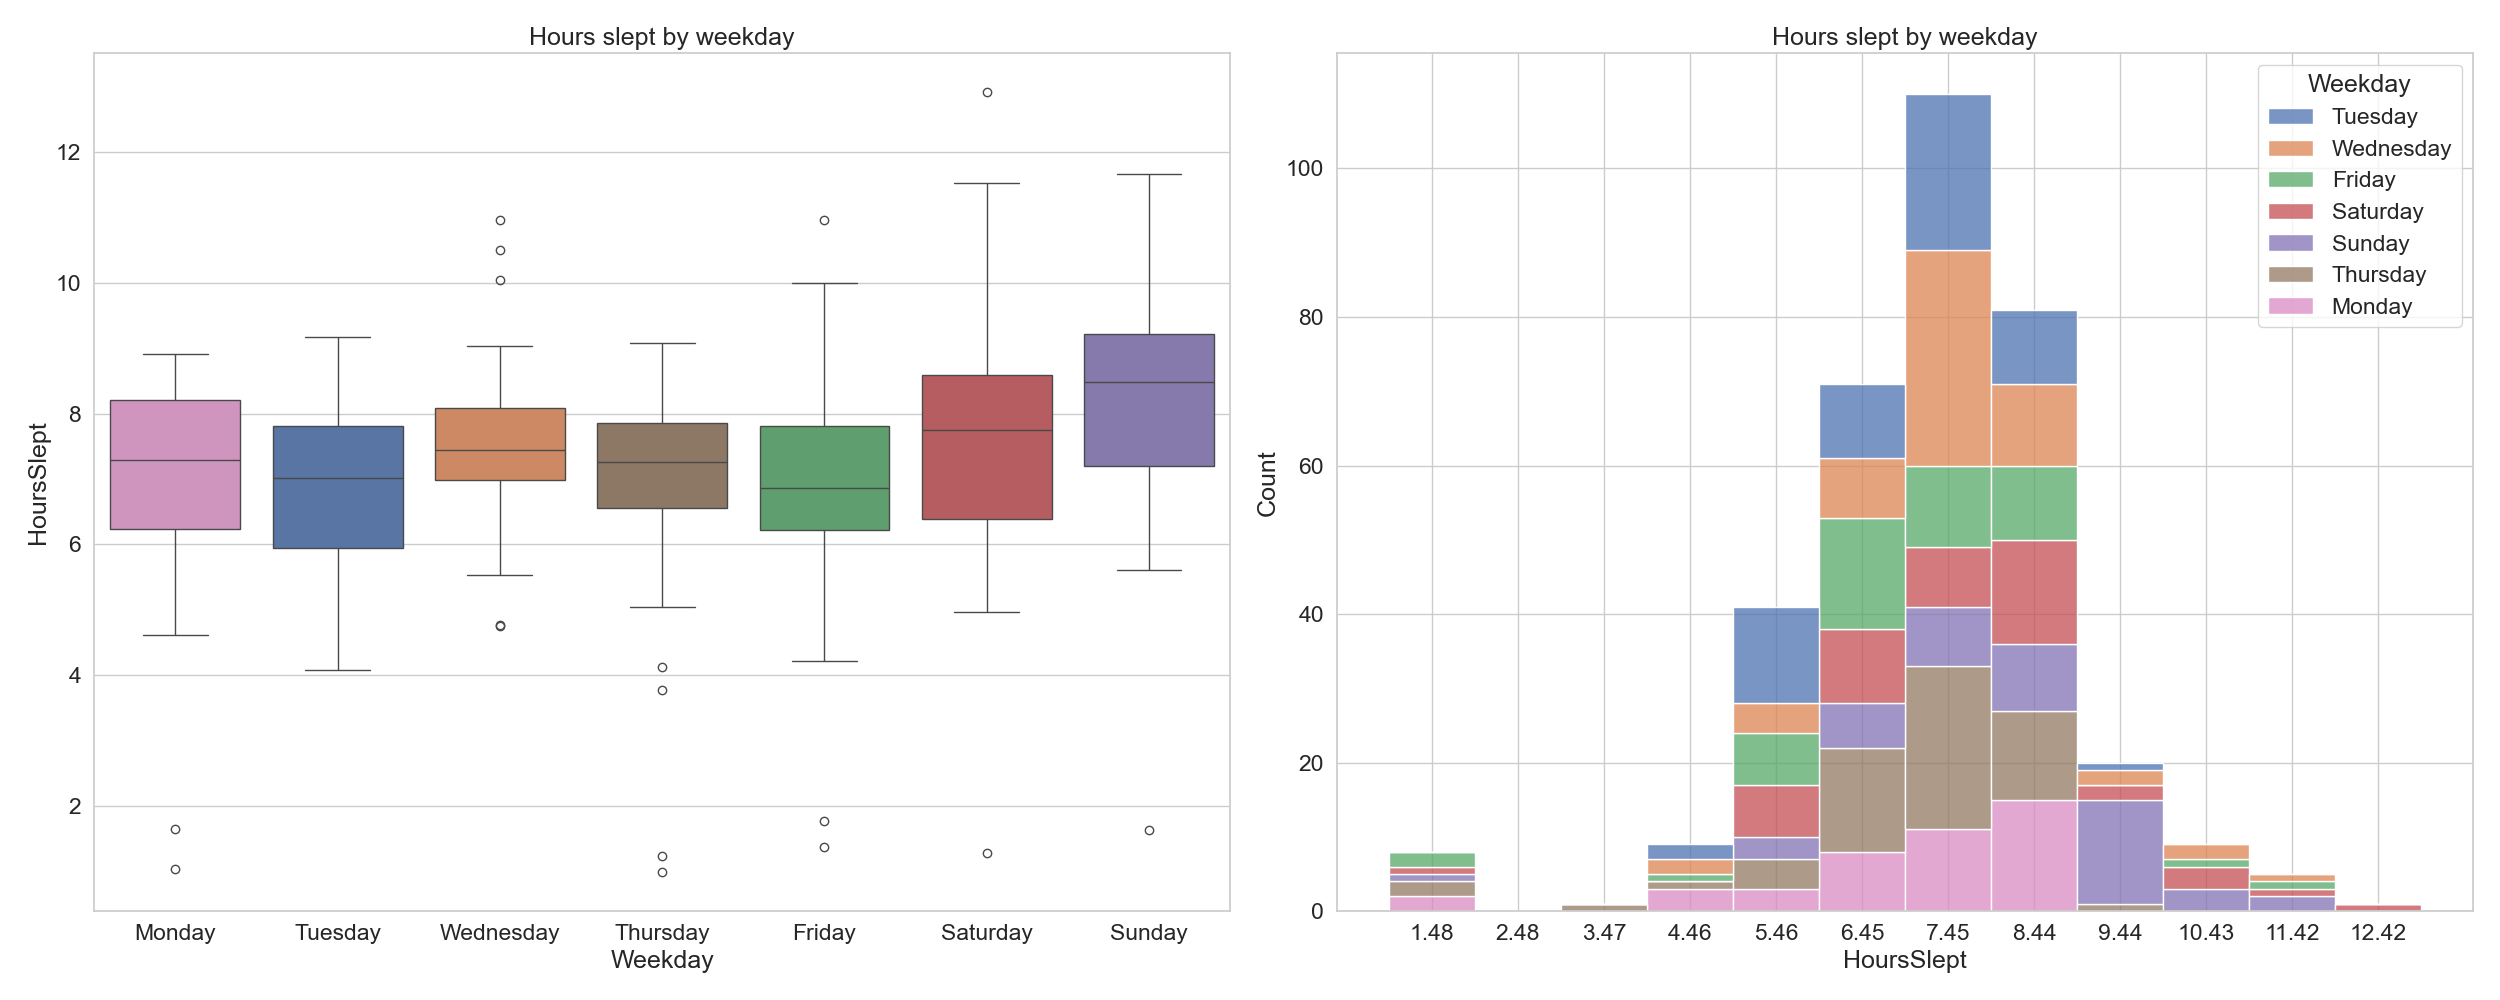 Hours slept by weekday
HoursSlept
12
10
8
6
4
2
Monday Tuesday Wednesday Thursday Friday Saturday Sunday
Weekday
Hours slept by weekday
Count
100
80
60
40
20
0
Weekday
Tuesday
Wednesday
Friday
Saturday
Sunday
Thursday
Monday
1.48 2.48 3.47 4.46 5.46 6.45 7.45 8.44 9.44 10.43 11.42 12.42
HoursSlept